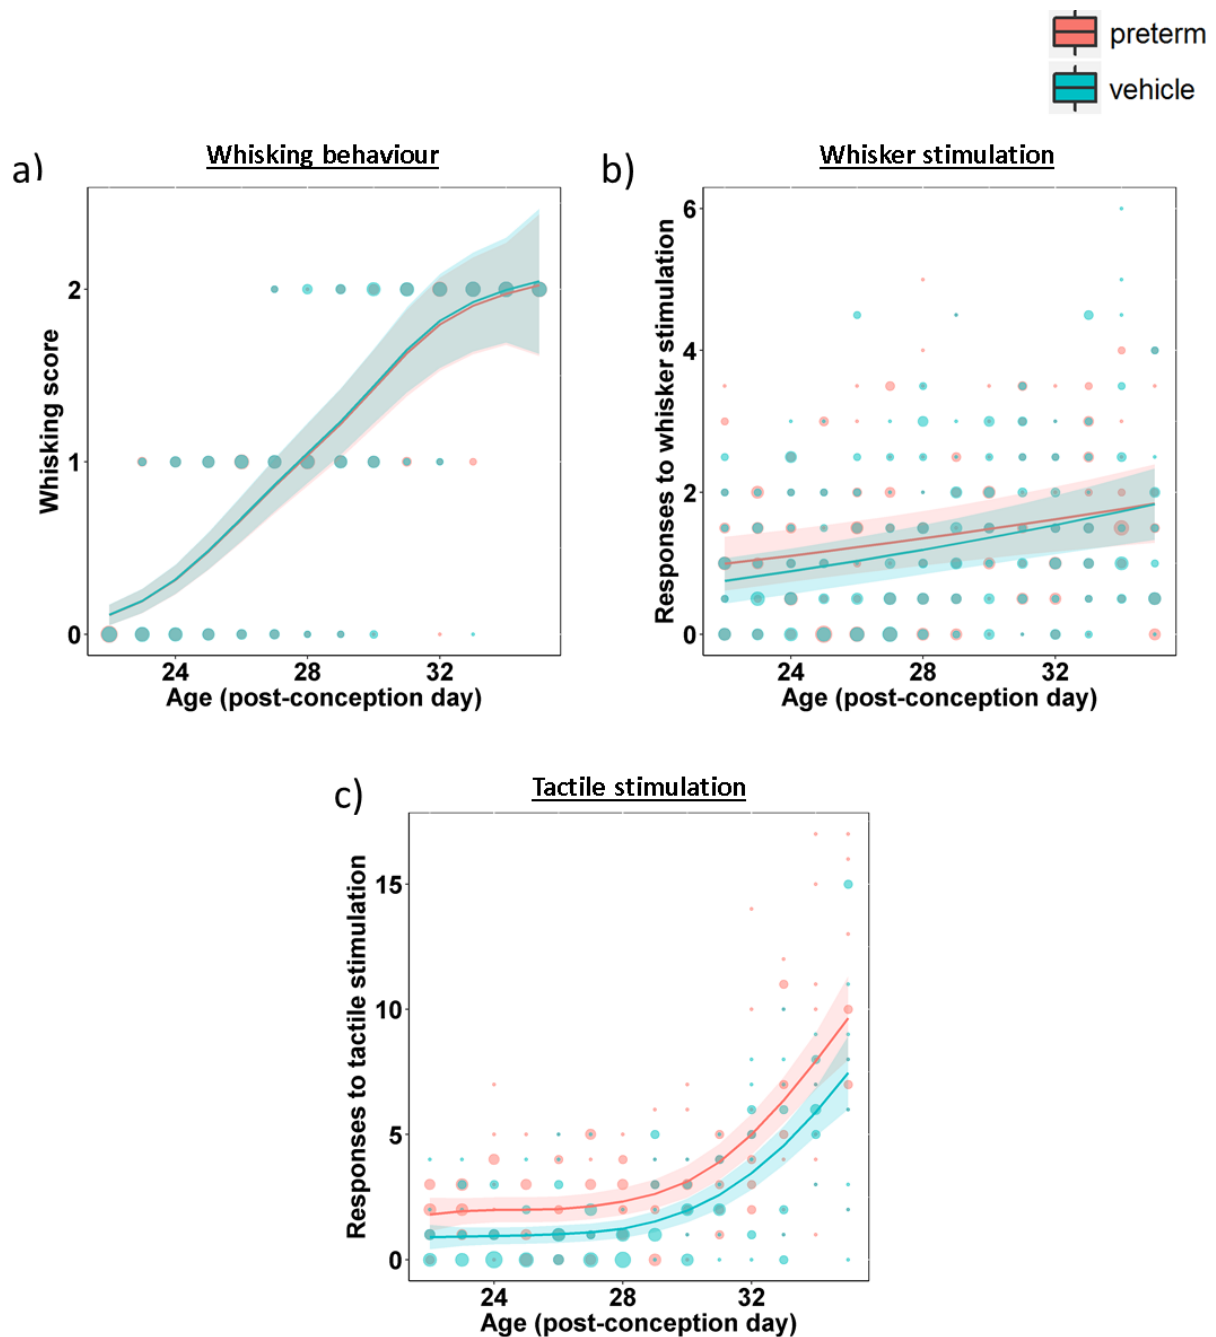 preterm
vehicle
a)
Whisking behaviour
b)
Whisker stimulation
Whisking score
2
1
0
24
28
32
Age (post-conception day)
Responses to whisker stimulation
6
4
2
0
24
28
32
Age (post-conception day)
c)
Tactile stimulation
Responses to tactile stimulation
15
10
5
0
24
28
32
Age (post-conception day)